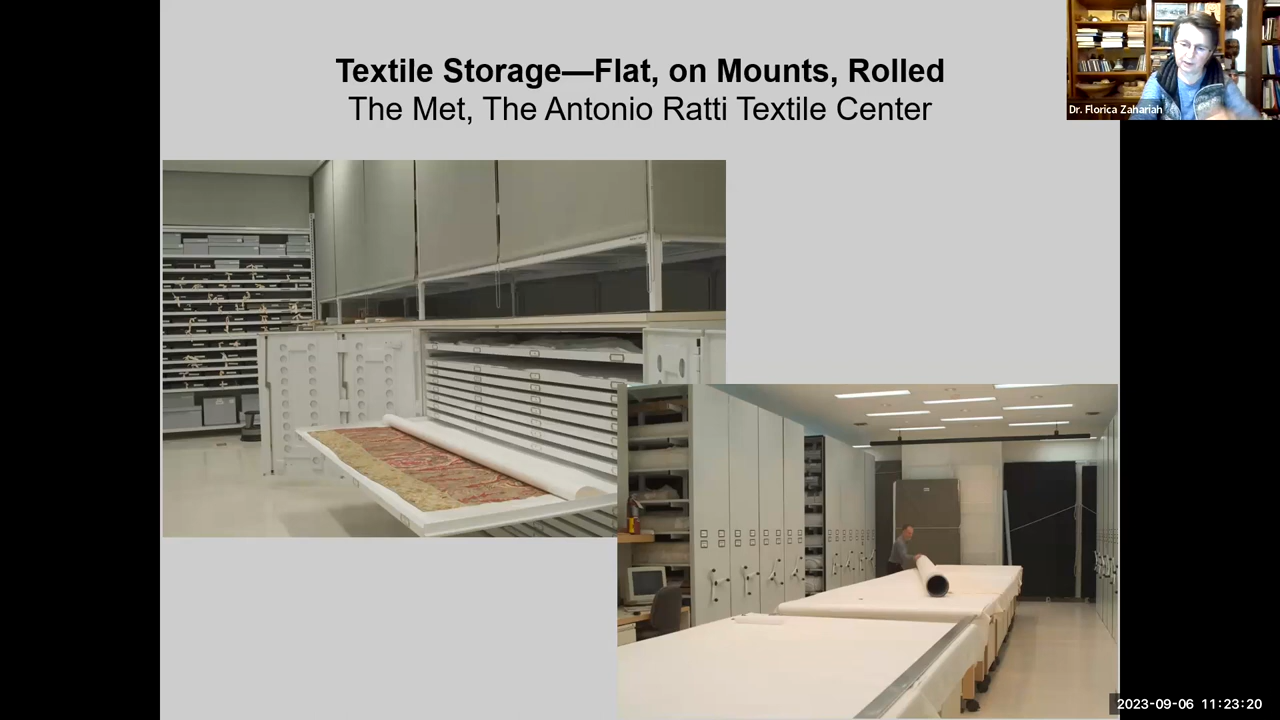 Textile Storage—Flat, on Mounts, Rolled
The Met, The Antonio Ratti Textile Center
Dr. Florica Zahariah
2023-09-06 11:23:20